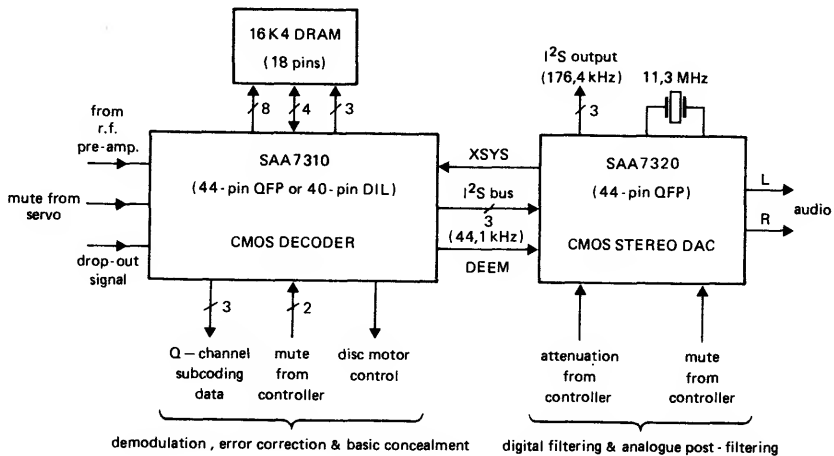 16K4 DRAM
(18 pins)
8
4
3
I²S output
(176,4 kHz)
3
11,3 MHz
from
r.f.
pre-amp.
mute from
servo
drop-out
signal
SAA7310
(44-pin QFP or 40-pin DIL)
CMOS DECODER
XSYS
I²S bus
3
(44,1 kHz)
DEEM
SAA7320
(44-pin QFP)
CMOS STEREO DAC
L
R
audio
3
2
Q – channel
subcoding
data
mute
from
controller
disc motor
control
attenuation
from
controller
mute
from
controller
demodulation , error correction & basic concealment
digital filtering & analogue post - filtering